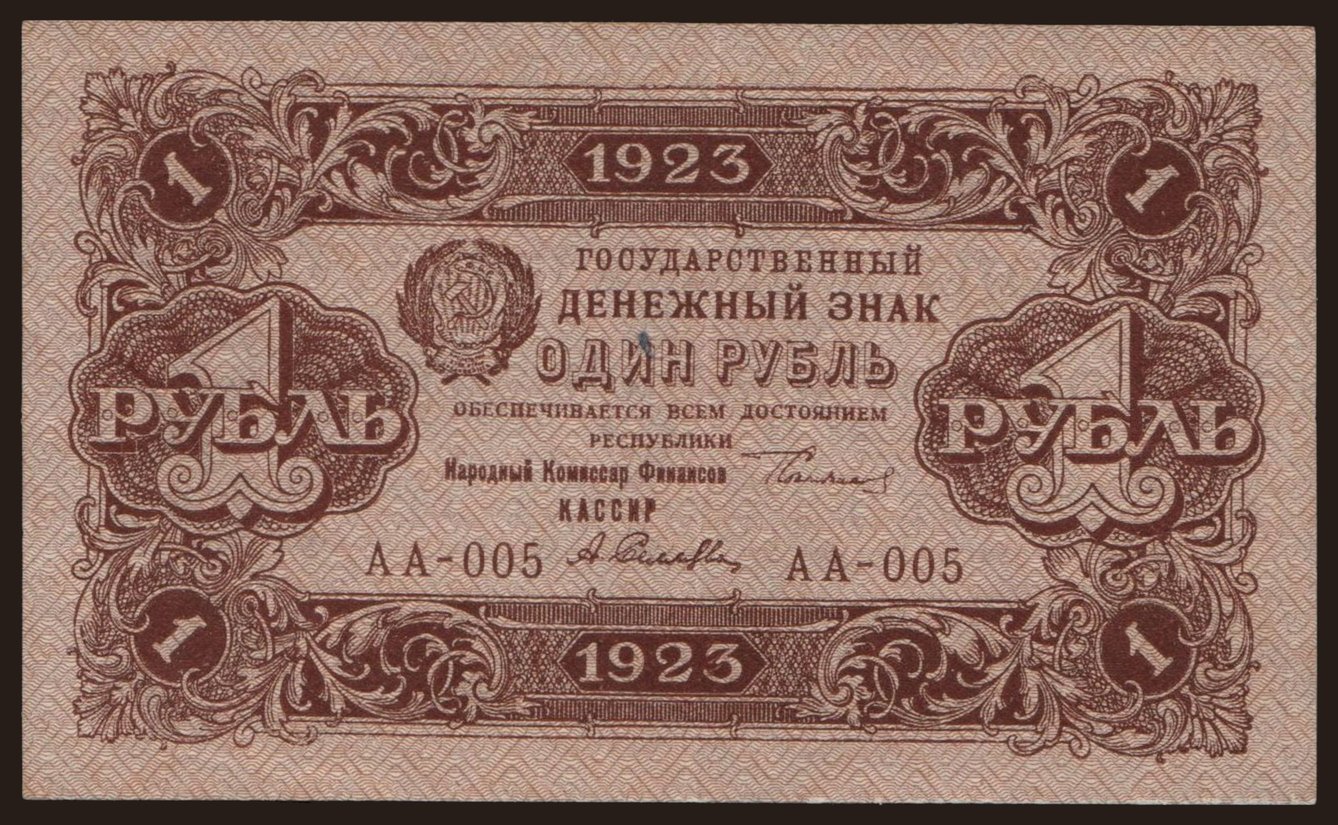 1923
1 1
ГОСУДАРСТВЕННЫЙ
ДЕНЕЖНЫЙ ЗНАК
ОДИН РУБЛЬ
1 РУБЛЬ 1 РУБЛЬ
ОБЕСПЕЧИВАЕТСЯ ВСЕМ ДОСТОЯНИЕМ
РЕСПУБЛИКИ
Народный Комиссар Финансов
КАССИР
АА-005 АА-005
1 1
1923